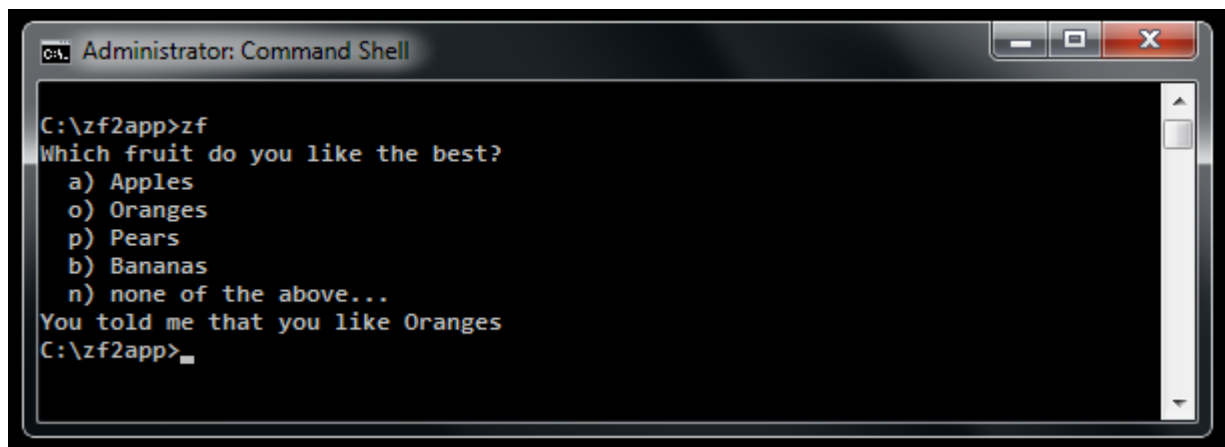 Administrator: Command Shell
C:\zf2app>zf
Which fruit do you like the best?
  a) Apples
  o) Oranges
  p) Pears
  b) Bananas
  n) none of the above...
You told me that you like Oranges
C:\zf2app>_